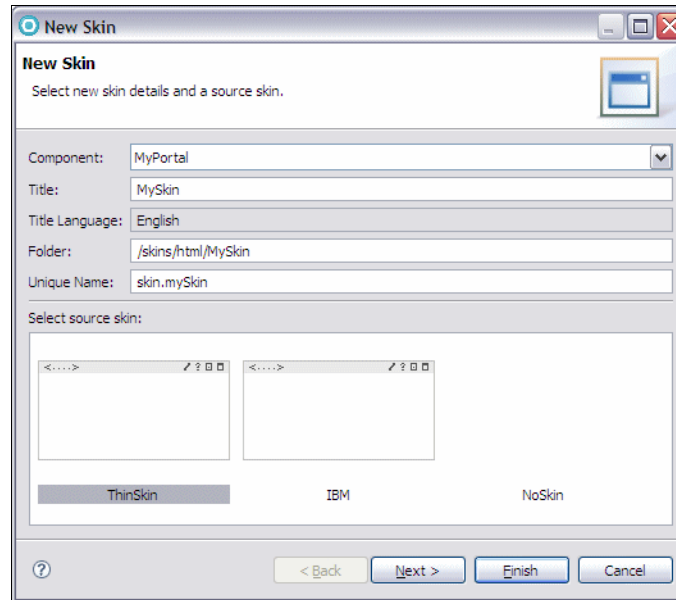 New Skin
New Skin
Select new skin details and a source skin.
Component: MyPortal
Title: MySkin
Title Language: English
Folder: /skins/html/MySkin
Unique Name: skin.mySkin
Select source skin:
<....> ? <....> ?
ThinSkin IBM NoSkin
? < Back Next > Finish Cancel